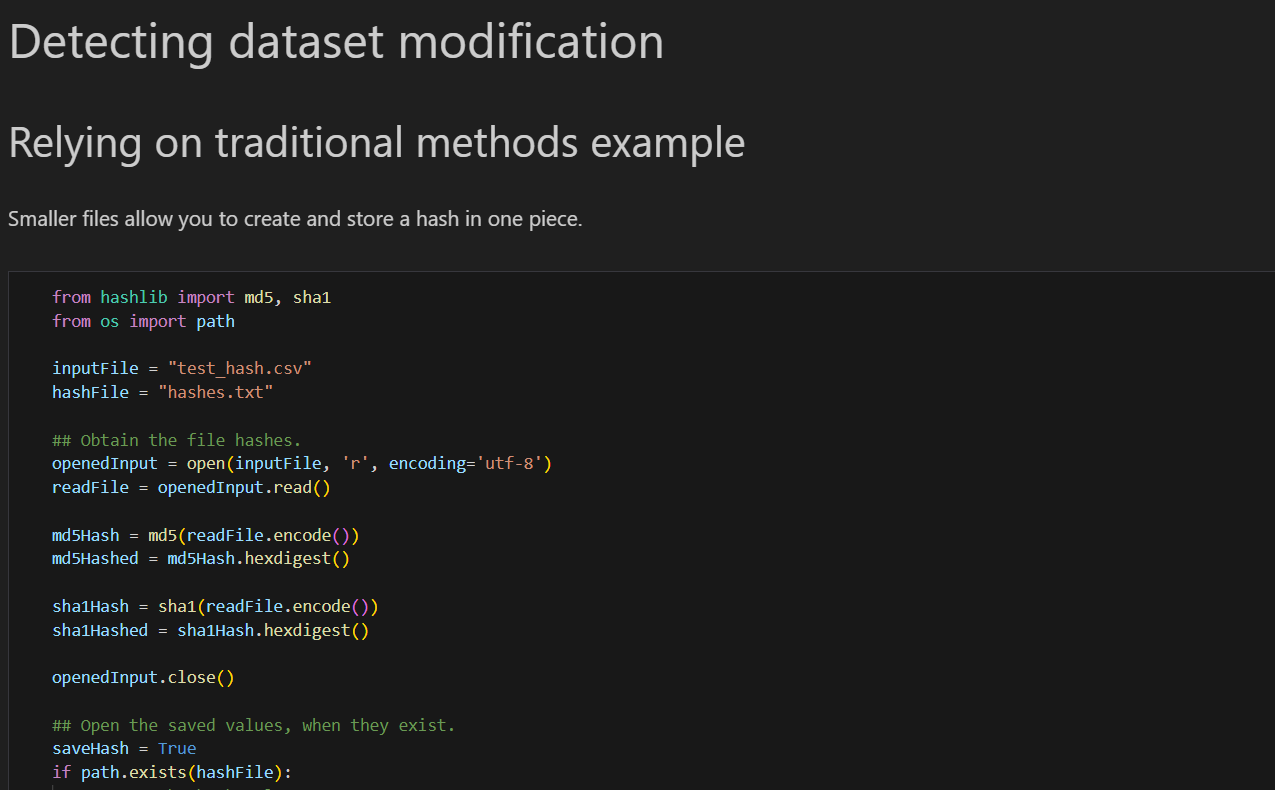 Detecting dataset modification
Relying on traditional methods example
Smaller files allow you to create and store a hash in one piece.
from hashlib import md5, sha1
from os import path
inputFile = "test_hash.csv"
hashFile = "hashes.txt"
## Obtain the file hashes.
openedInput = open(inputFile, 'r', encoding='utf-8')
readFile = openedInput.read()
md5Hash = md5(readFile.encode())
md5Hashed = md5Hash.hexdigest()
sha1Hash = sha1(readFile.encode())
sha1Hashed = sha1Hash.hexdigest()
openedInput.close()
## Open the saved values, when they exist.
saveHash = True
if path.exists(hashFile):